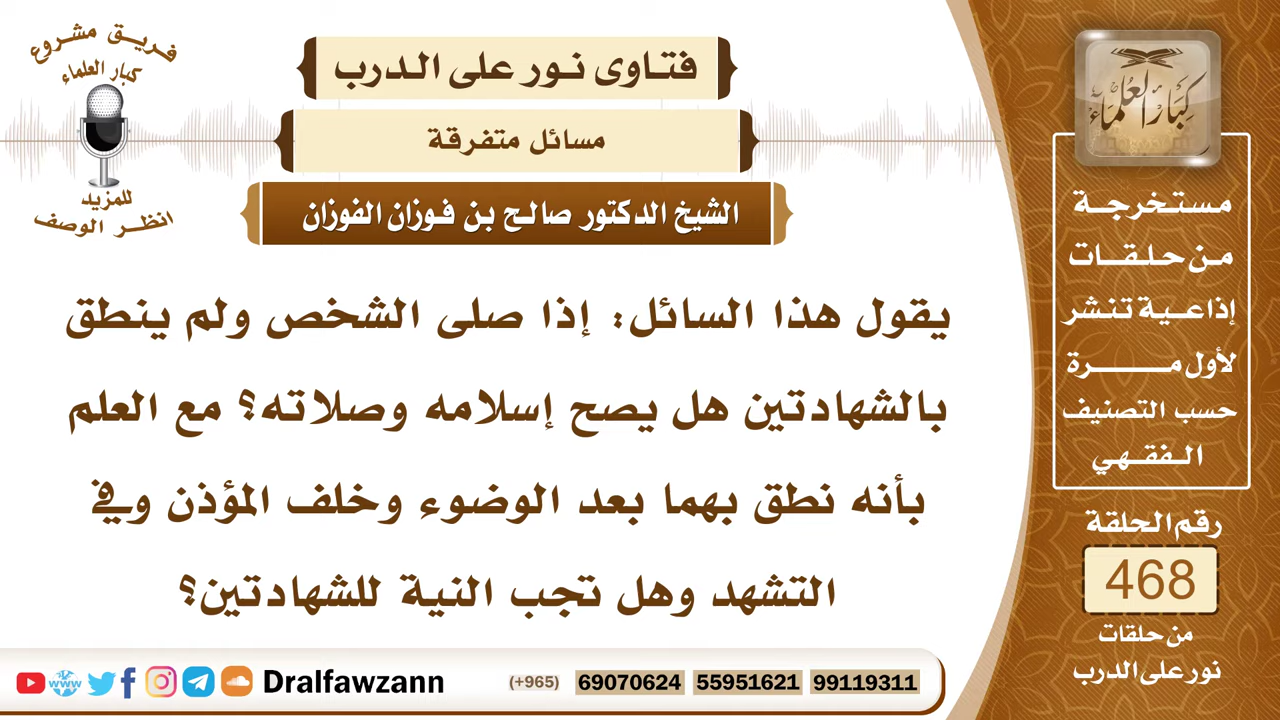 فريق مشروع
كبار العلماء
للمزيد
انظر الوصف
فتاوى نور على الدرب
مسائل متفرقة
الشيخ الدكتور صالح بن فوزان الفوزان
يقول هذا السائل: إذا صلى الشخص ولم ينطق
بالشهادتين هل يصح إسلامه وصلاته؟ مع العلم
بأنه نطق بهما بعد الوضوء وخلف المؤذن وفي
التشهد وهل تجب النية للشهادتين؟
كبار العلماء
مستخرجة
من حلقات
إذاعية تنشر
لأول مرة
حسب التصنيف
الفقهي
رقم الحلقة
468
من حلقات
نور على الدرب
www
Dralfawzann
(+965) 69070624 55951621 99119311